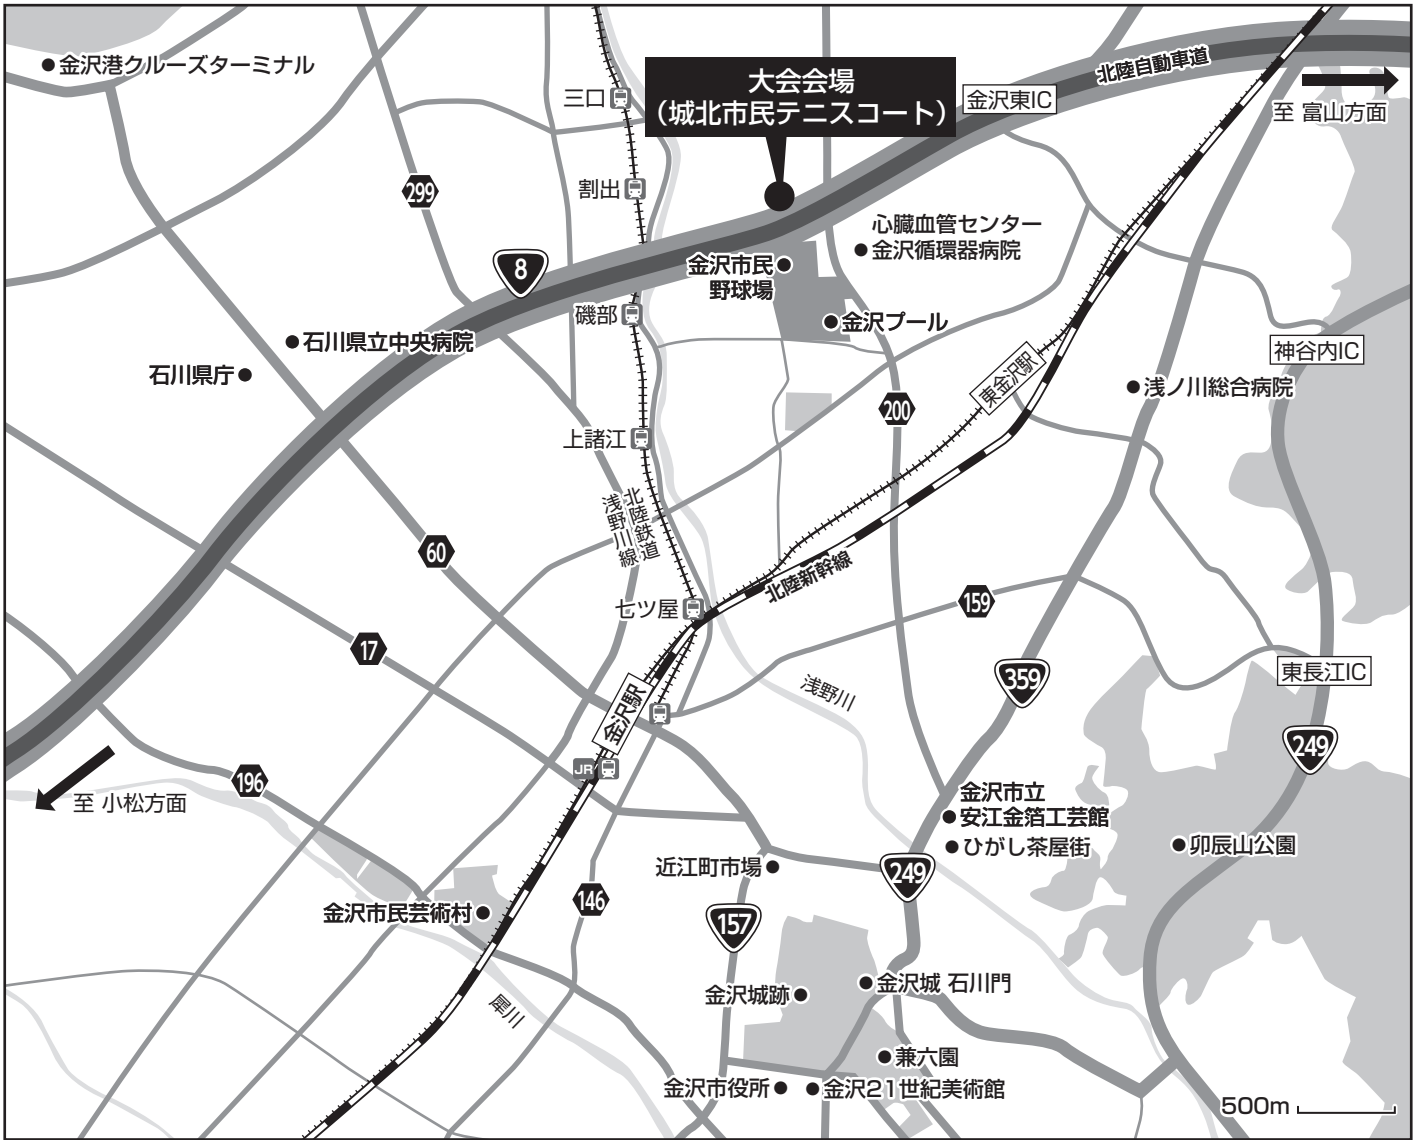 金沢港クルーズターミナル
三口
大会会場
（城北市民テニスコート）
金沢東IC
北陸自動車道
至 富山方面
299
割出
8
心臓血管センター
金沢循環器病院
金沢市民
野球場
磯部
金沢プール
石川県立中央病院
石川県庁
神谷内IC
東金沢駅
浅ノ川総合病院
200
上諸江
北陸鉄道
浅野川線
60
北陸新幹線
七ツ屋
159
17
359
東長江IC
浅野川
金沢駅
249
JR
196
至 小松方面
金沢市立
安江金箔工芸館
ひがし茶屋街
卯辰山公園
近江町市場
249
146
金沢市民芸術村
157
金沢城 石川門
金沢城跡
犀川
兼六園
金沢市役所
金沢21世紀美術館
500m